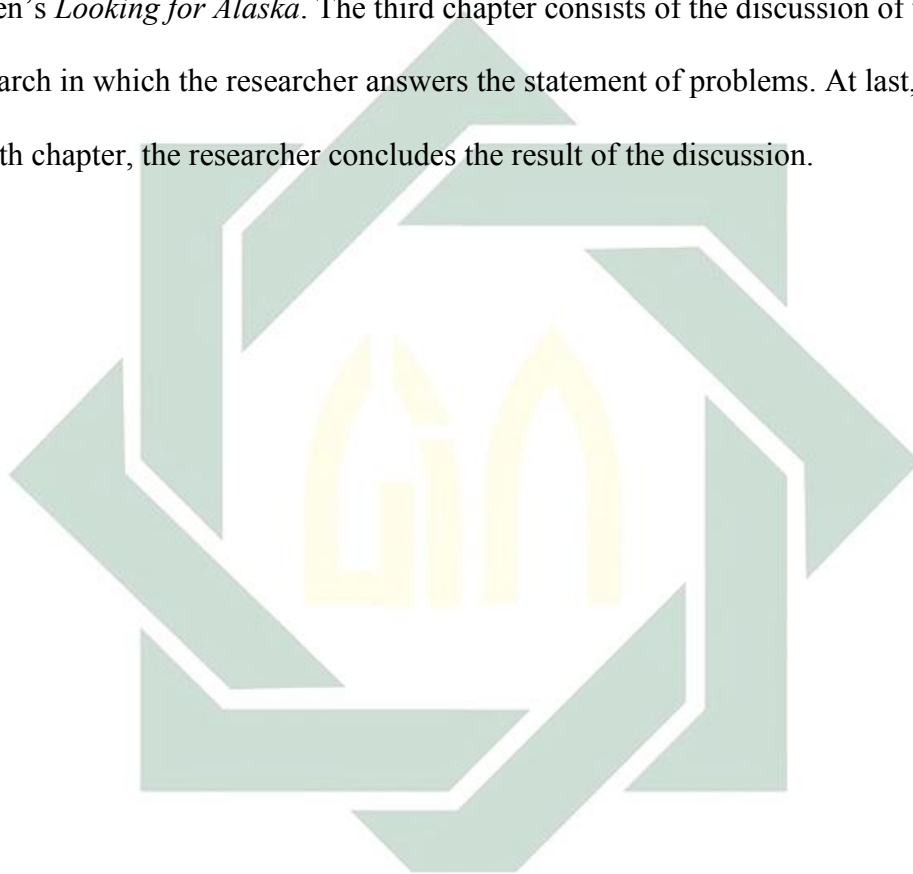 en’s Looking for Alaska. The third chapter consists of the discussion of
arch in which the researcher answers the statement of problems. At last,
th chapter, the researcher concludes the result of the discussion.
uin